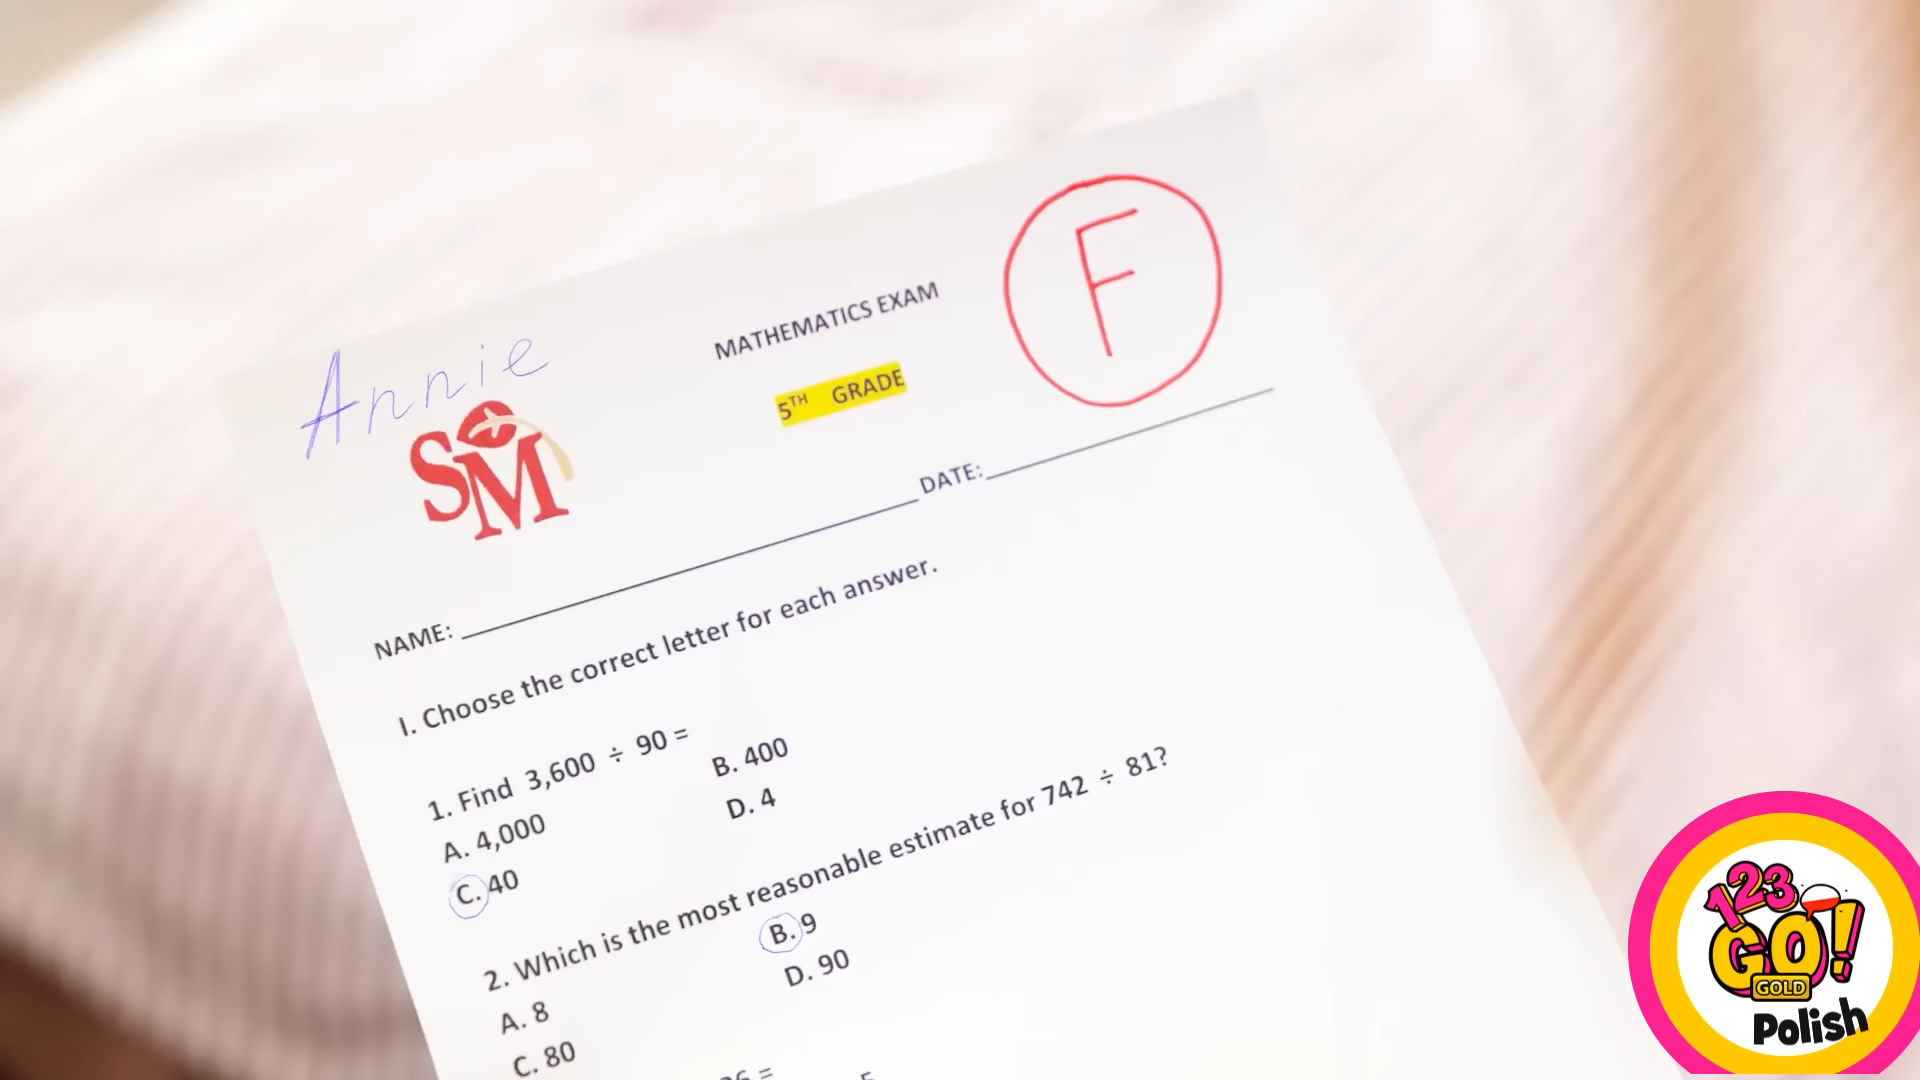 Annie
SM
MATHEMATICS EXAM
5TH GRADE
F
NAME: ____ DATE: ____
I. Choose the correct letter for each answer.
1. Find 3,600 ÷ 90 =
A. 4,000 B. 400
C. 40 D. 4
2. Which is the most reasonable estimate for 742 ÷ 81?
A. 8 B. 9
C. 80 D. 90
123
GO!
GOLD
Polish